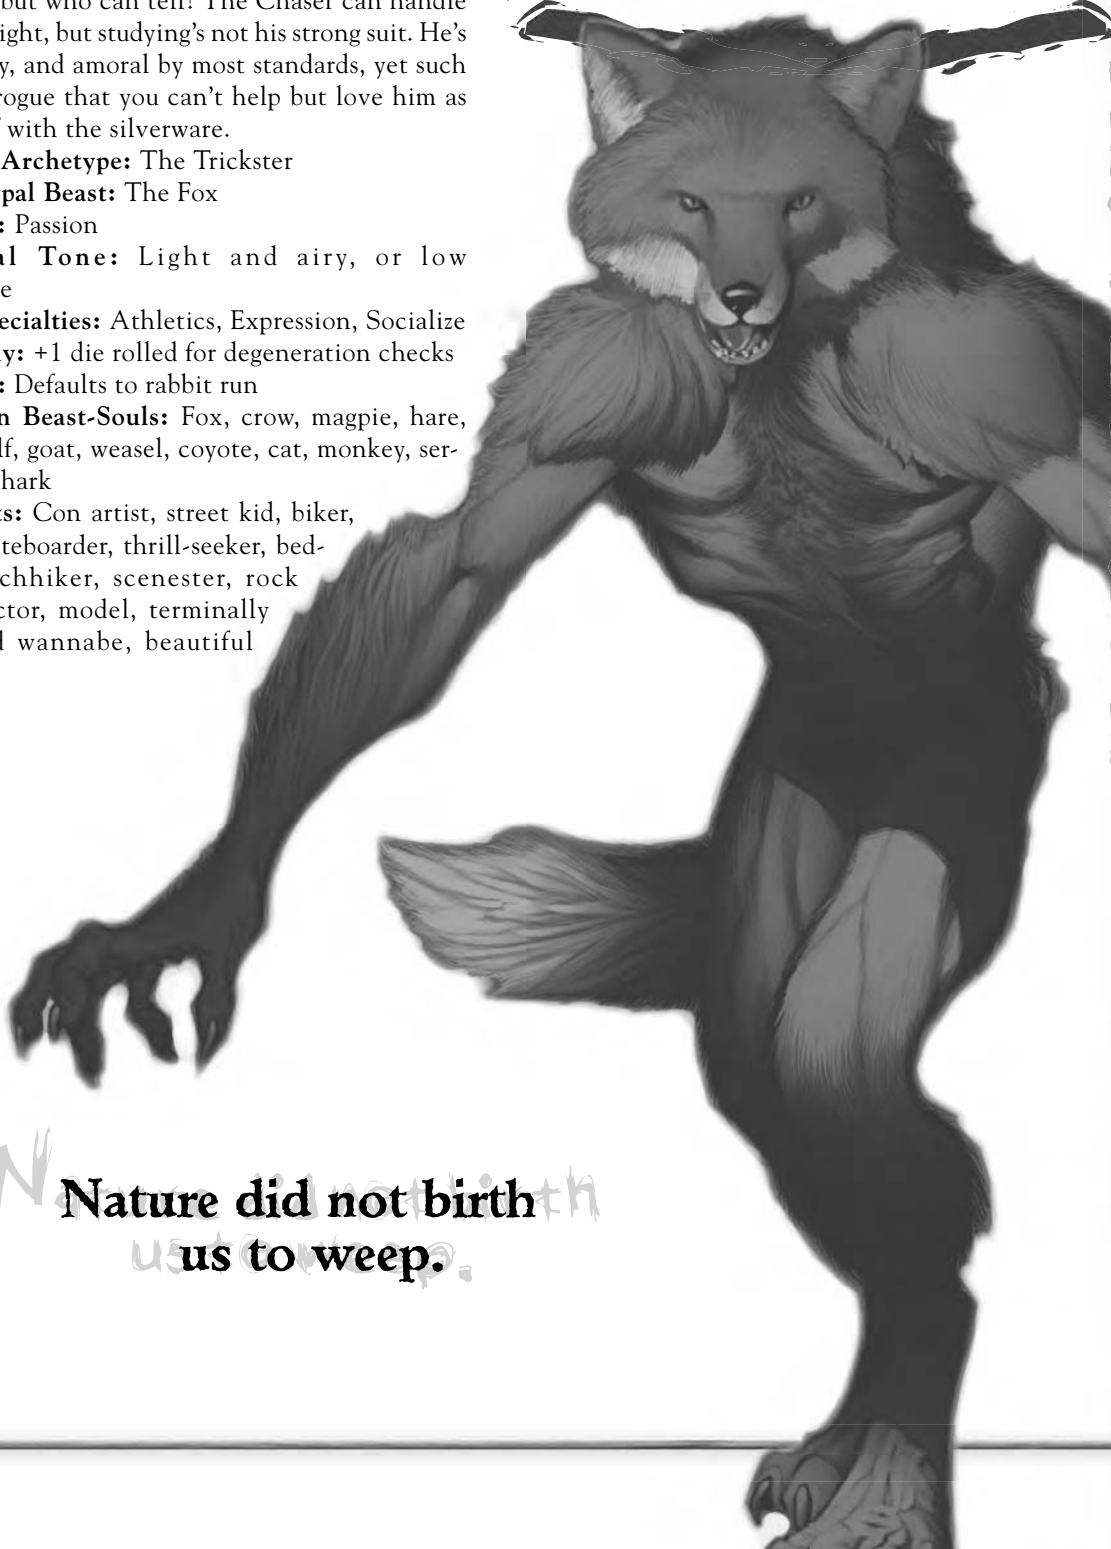 but who can tell? The Chaser can handle
ight, but studying's not his strong suit. He's
y, and amoral by most standards, yet such
rogue that you can't help but love him as
with the silverware.
Archetype: The Trickster
pal Beast: The Fox
: Passion
al Tone: Light and airy, or low
e
ecialties: Athletics, Expression, Socialize
y: +1 die rolled for degeneration checks
: Defaults to rabbit run
n Beast-Souls: Fox, crow, magpie, hare,
lf, goat, weasel, coyote, cat, monkey, ser-
hark
ts: Con artist, street kid, biker,
teboarder, thrill-seeker, bed-
chhiker, scenester, rock
ctor, model, terminally
d wannabe, beautiful
Nature did not birth
us to weep.